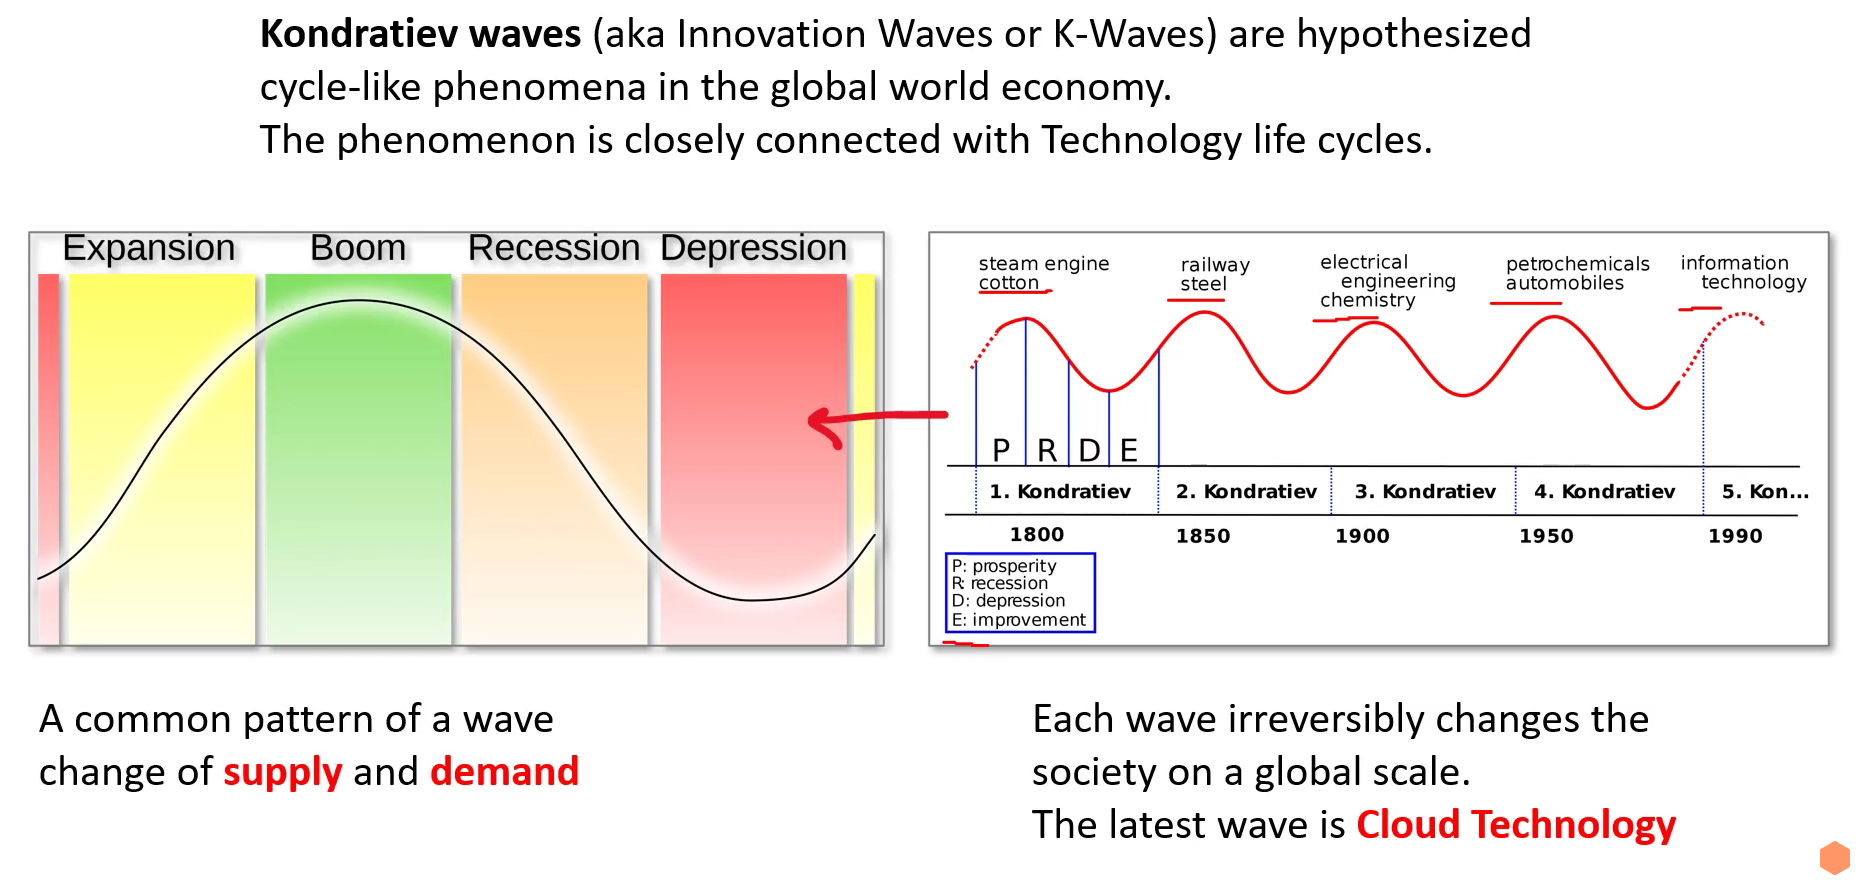 Kondratiev waves (aka Innovation Waves or K-Waves) are hypothesized
cycle-like phenomena in the global world economy.
The phenomenon is closely connected with Technology life cycles.
Expansion Boom Recession Depression
steam engine
cotton
railway
steel
electrical
engineering
chemistry
petrochemicals
automobiles
information
technology
P R D E
1. Kondratiev 2. Kondratiev 3. Kondratiev 4. Kondratiev 5. Kon...
1800 1850 1900 1950 1990
P: prosperity
R: recession
D: depression
E: improvement
A common pattern of a wave
change of supply and demand
Each wave irreversibly changes the
society on a global scale.
The latest wave is Cloud Technology